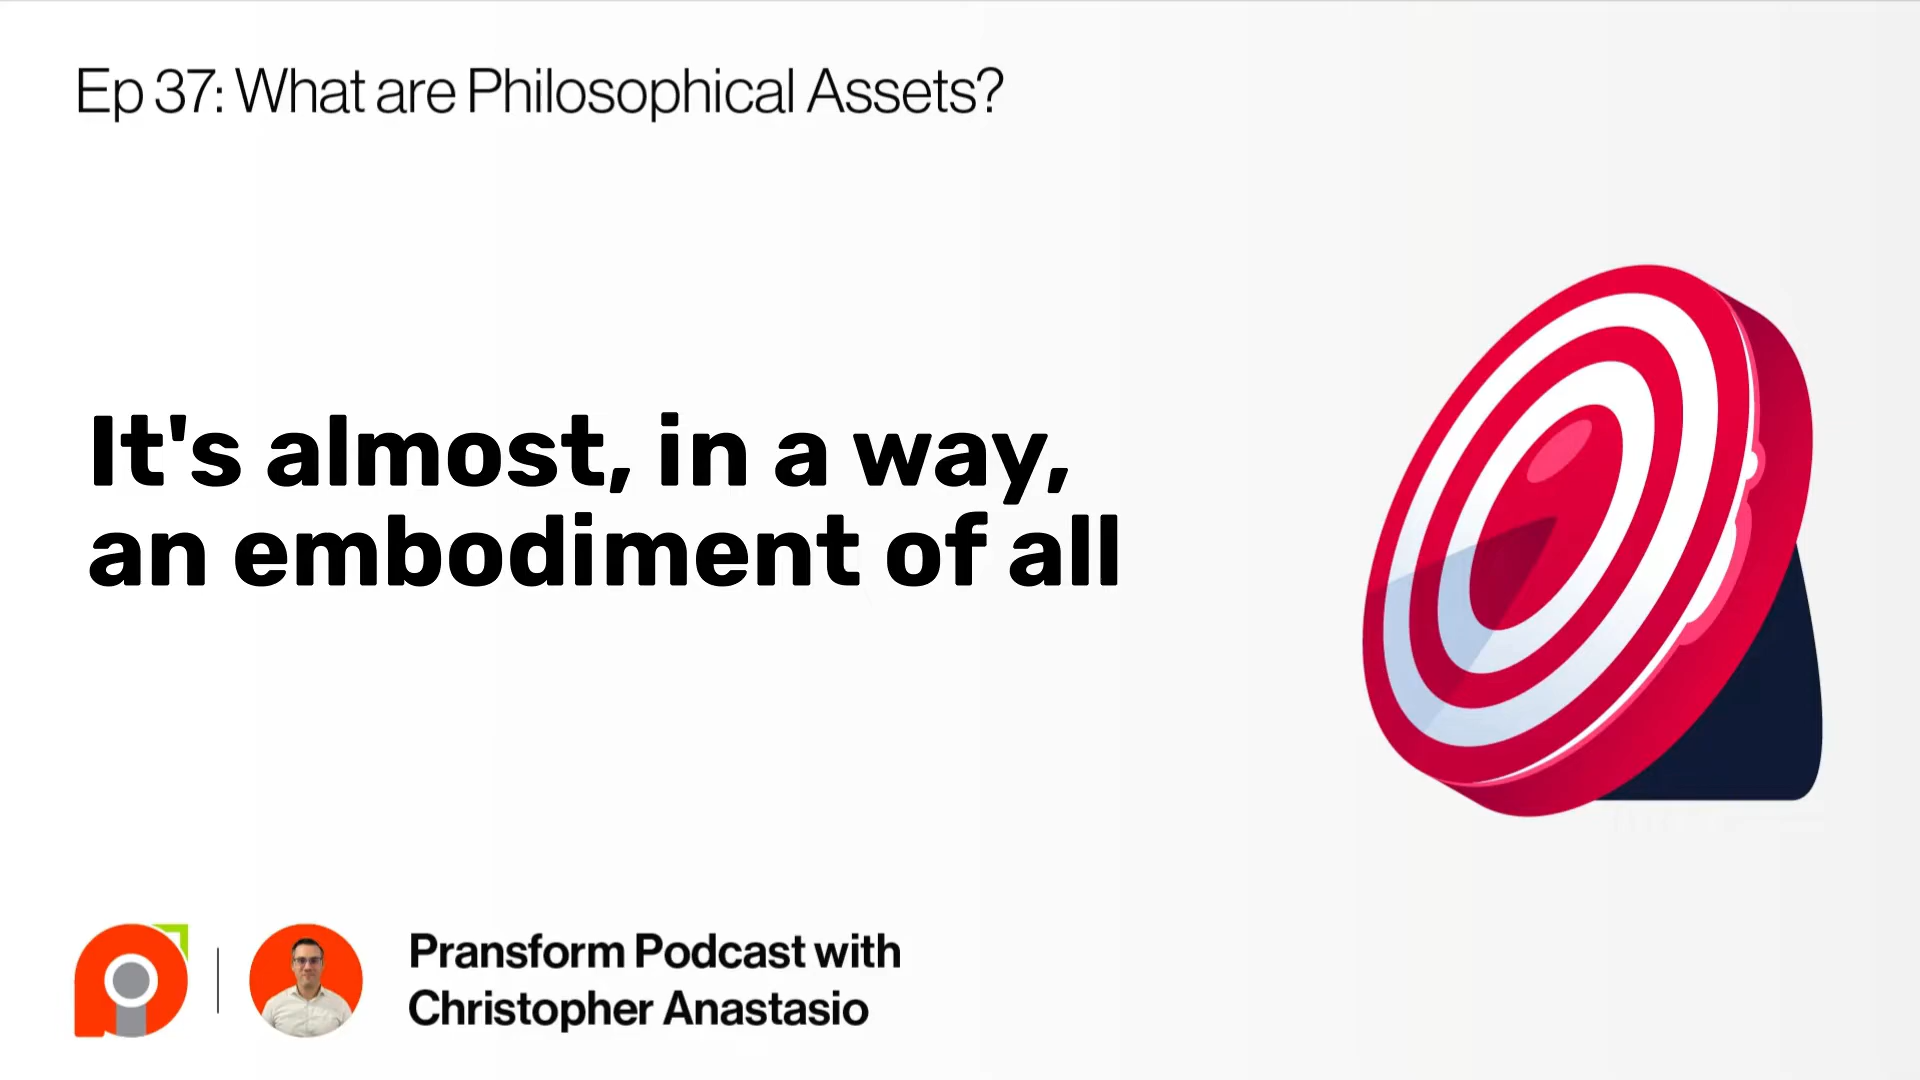 Ep 37: What are Philosophical Assets?
It's almost, in a way,
an embodiment of all
Pransform Podcast with
Christopher Anastasio